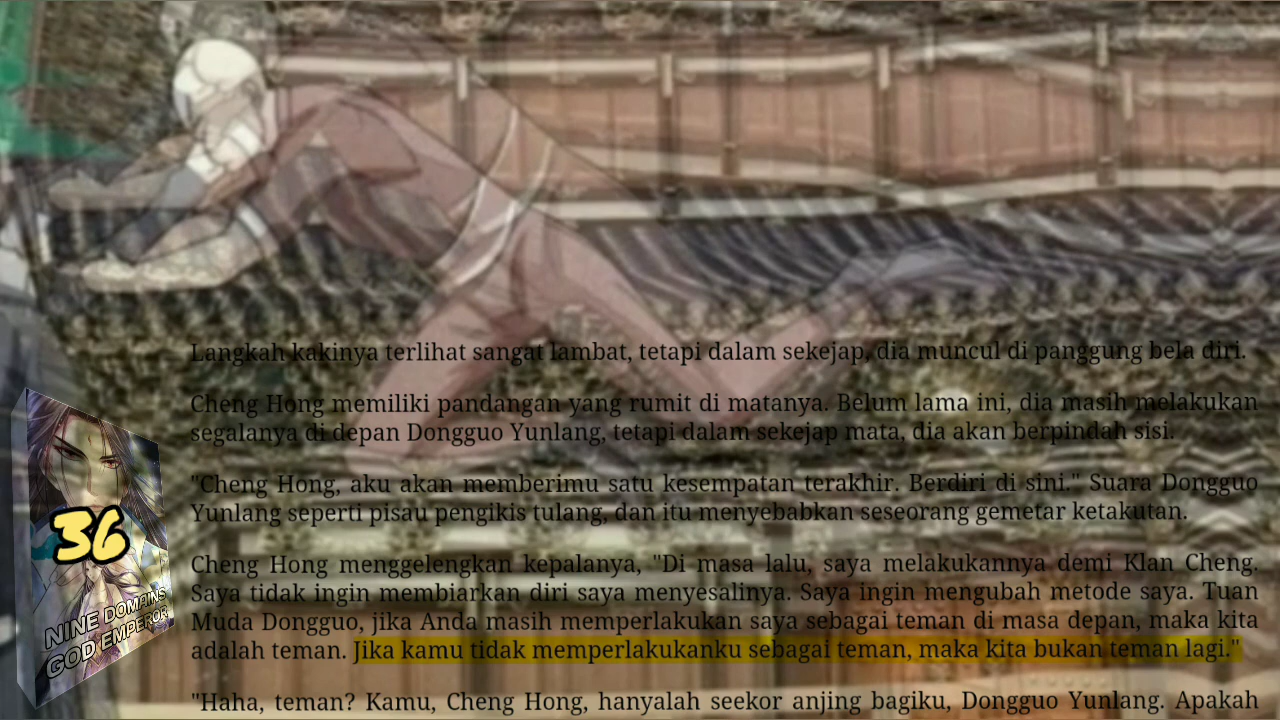 Langkah kakinya terlihat sangat lambat, tetapi dalam sekejap, dia muncul di panggung bela diri.
Cheng Hong memiliki pandangan yang rumit di matanya. Belum lama ini, dia masih melakukan
segalanya di depan Dongguo Yunlang, tetapi dalam sekejap mata, dia akan berpindah sisi.
"Cheng Hong, aku akan memberimu satu kesempatan terakhir. Berdiri di sini." Suara Dongguo
Yunlang seperti pisau pengikis tulang, dan itu menyebabkan seseorang gemetar ketakutan.
Cheng Hong menggelengkan kepalanya, "Di masa lalu, saya melakukannya demi Klan Cheng.
Saya tidak ingin membiarkan diri saya menyesalinya. Saya ingin mengubah metode saya. Tuan
Muda Dongguo, jika Anda masih memperlakukan saya sebagai teman di masa depan, maka kita
adalah teman. Jika kamu tidak memperlakukanku sebagai teman, maka kita bukan teman lagi."
"Haha, teman? Kamu, Cheng Hong, hanyalah seekor anjing bagiku, Dongguo Yunlang. Apakah
36
NINE DOMAINS
GOD EMPEROR